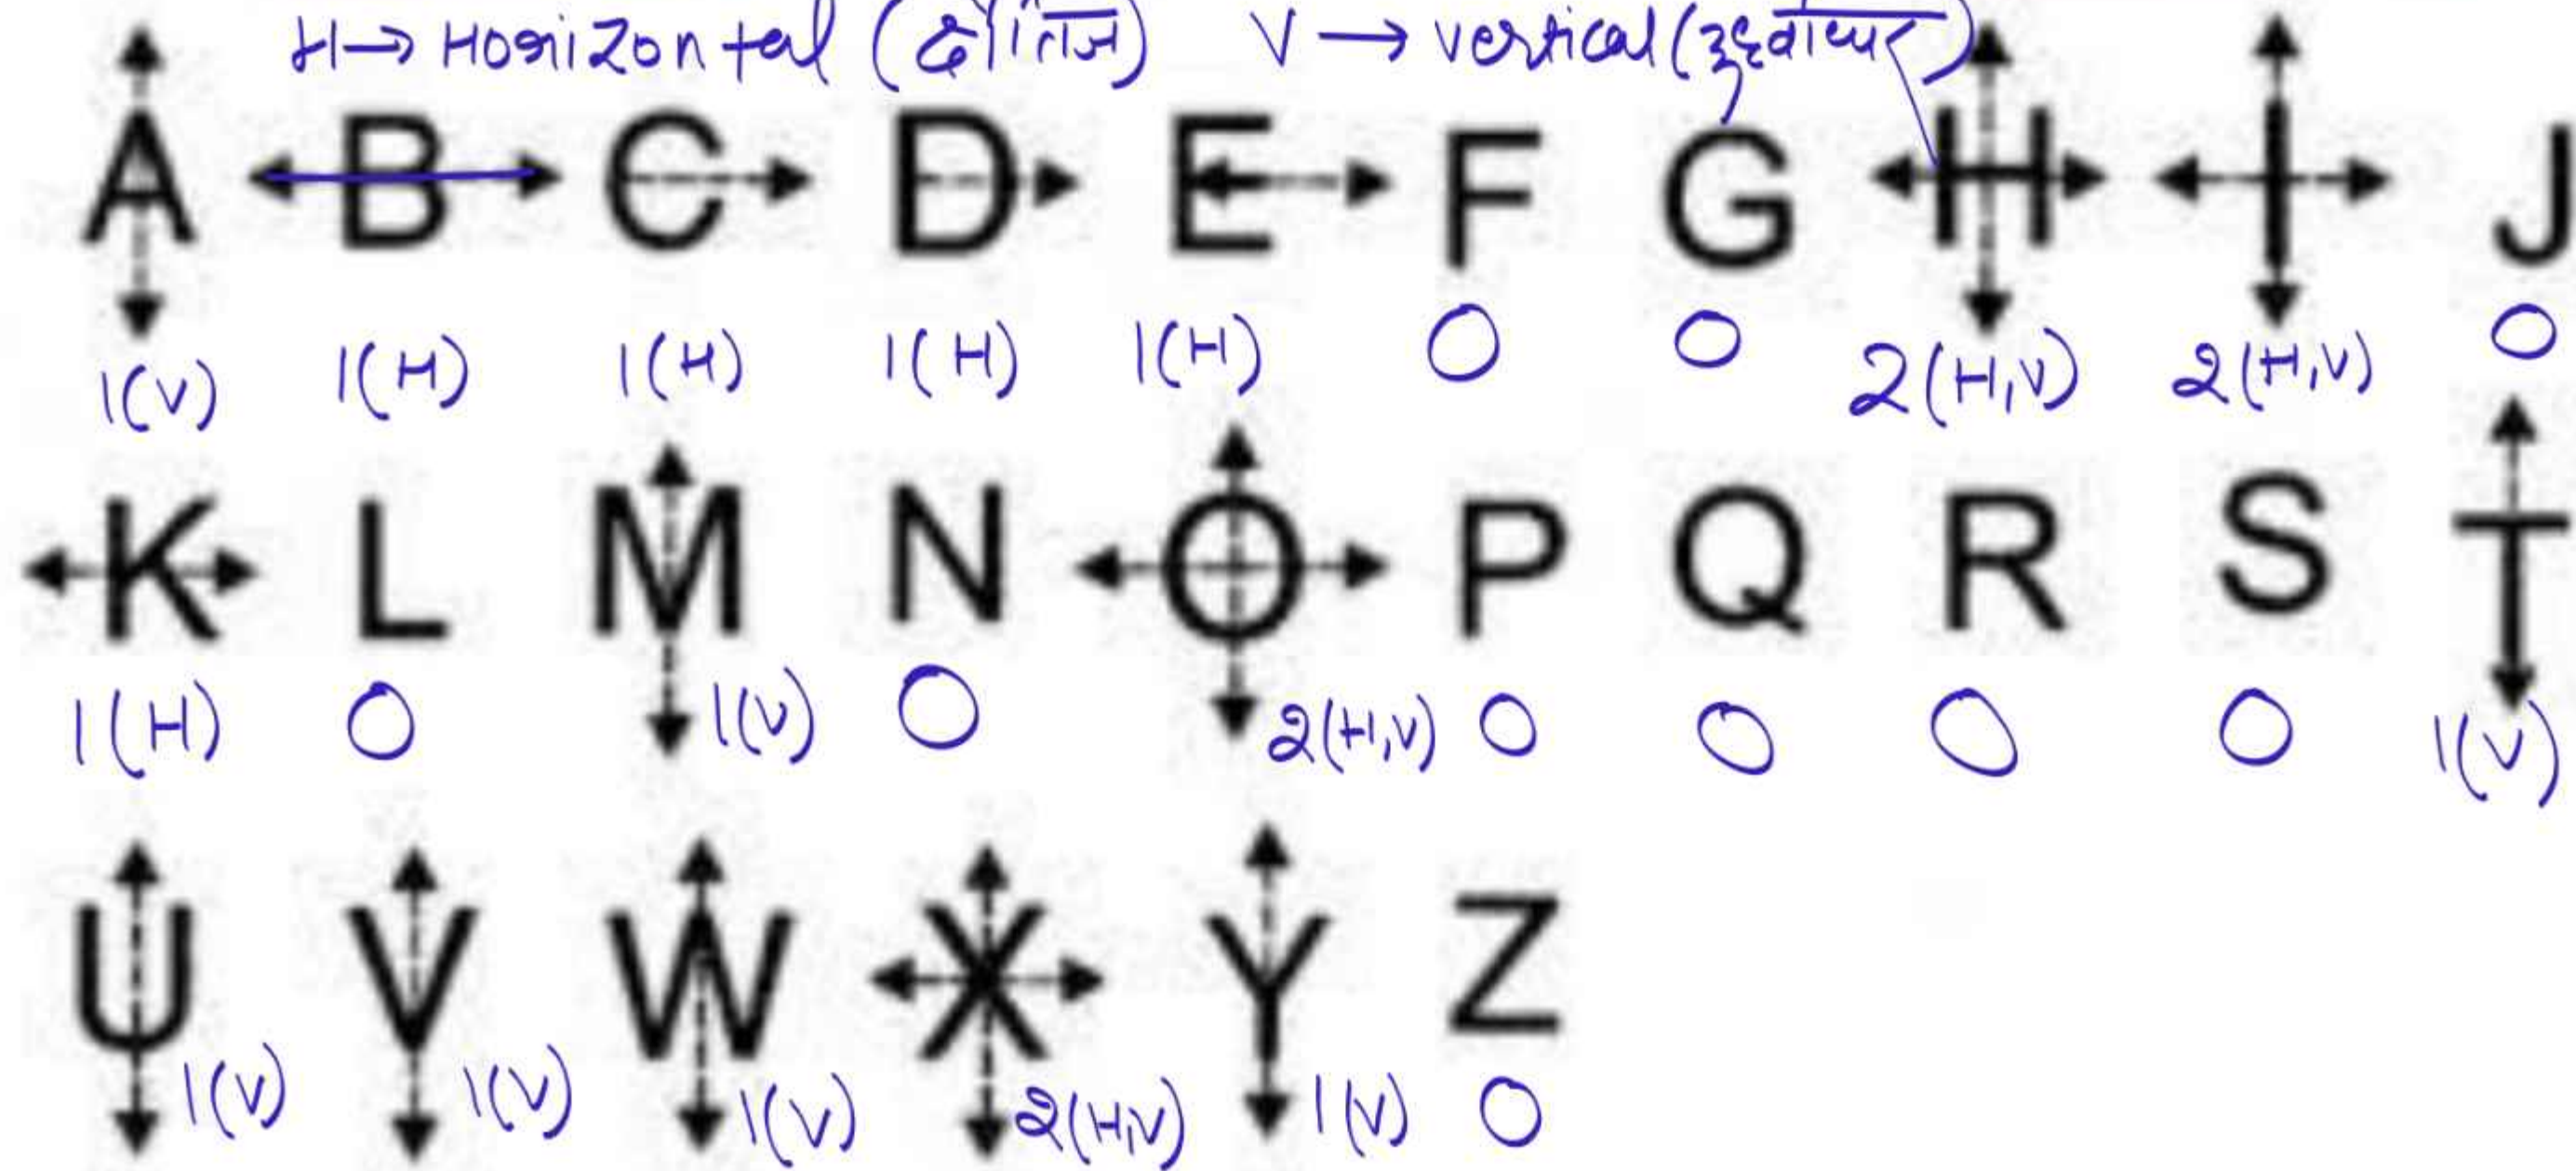 H→ Horizontal (क्षैतिज) V → vertical (उर्ध्वाधर)
A B C D E F G H I J
1(V) 1(H) 1(H) 1(H) 1(H) 0 0 2(H,V) 2(H,V) 0
K L M N O P Q R S T
1(H) 0 1(V) 0 2(H,V) 0 0 0 0 1(V)
U V W X Y Z
1(V) 1(V) 1(V) 2(H,V) 1(V) 0